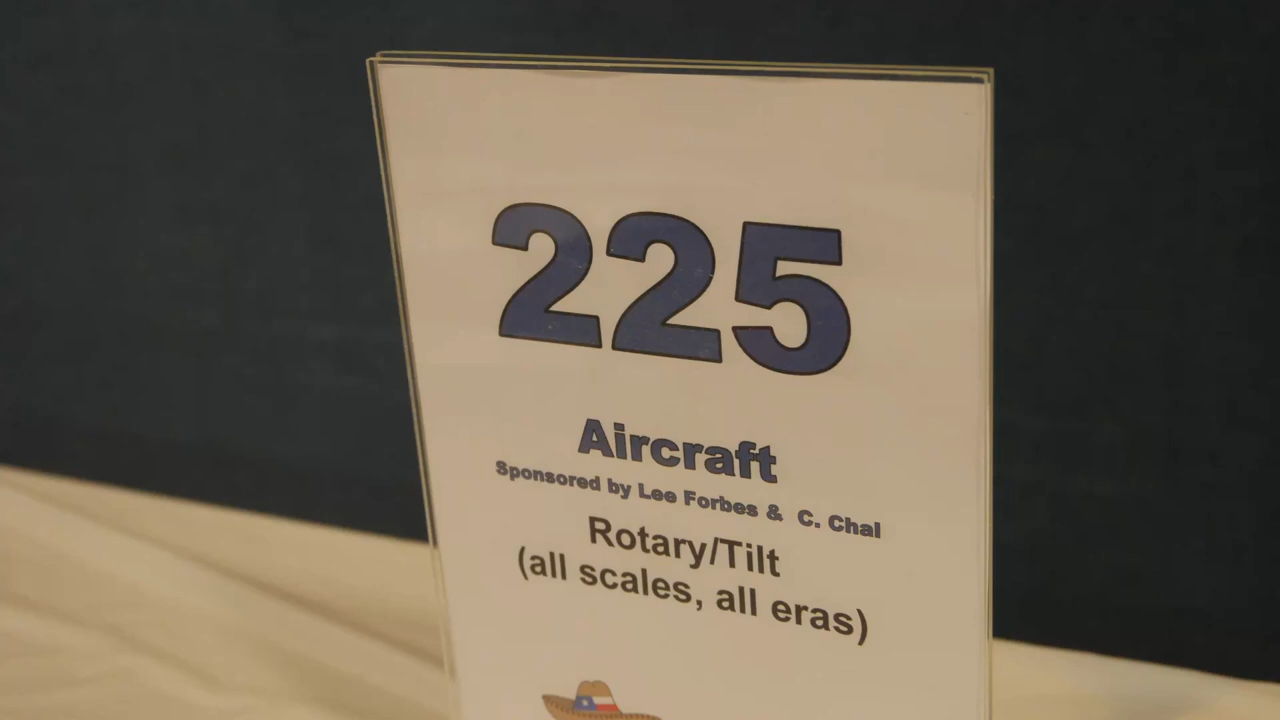 225
Aircraft
Sponsored by Lee Forbes & C. Chal
Rotary/Tilt
(all scales, all eras)